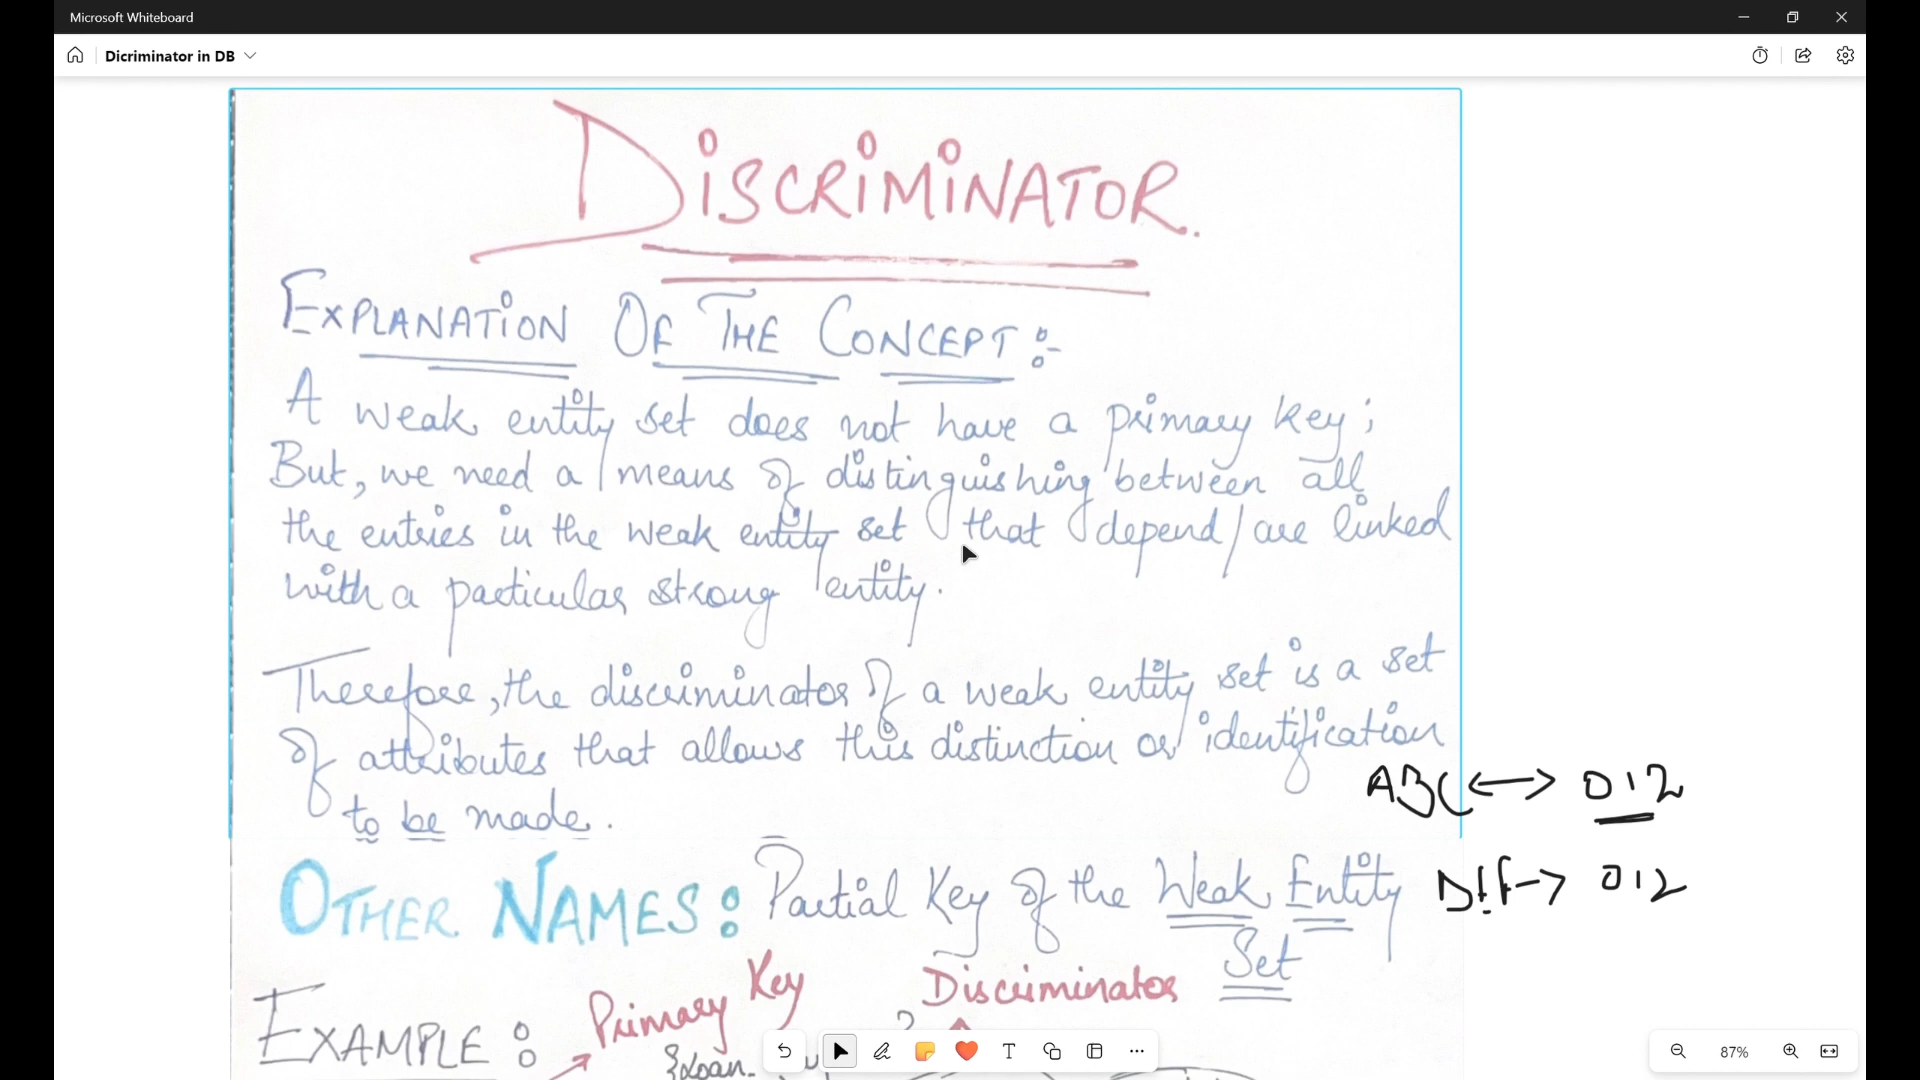 Microsoft Whiteboard
Dicriminator in DB
DISCRIMINATOR.
EXPLANATION OF THE CONCEPT :-
A weak entity set does not have a primary key;
But, we need a means of distinguishing between all
the entries in the weak entity set that depend/are linked
with a particular strong entity.
Therefore, the discriminator of a weak entity set is a set
of attributes that allows this distinction or identification
to be made.
ABC ↔ 012
OTHER NAMES: Partial Key of the Weak Entity
Set
DEF → 012
Primary Key
Discriminator
EXAMPLE :
{loan-
87%